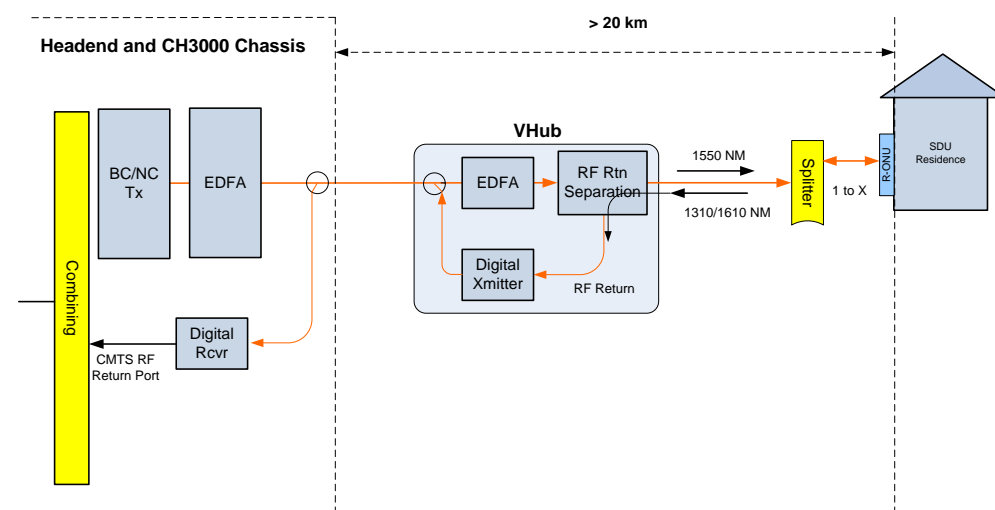 > 20 km
Headend and CH3000 Chassis
VHub
BC/NC
Tx
EDFA
EDFA
RF Rtn
Separation
1550 NM
1310/1610 NM
Splitter
1 to X
R-ONU
SDU
Residence
Combining
Digital
Xmitter
RF Return
Digital
Rcvr
CMTS RF
Return Port